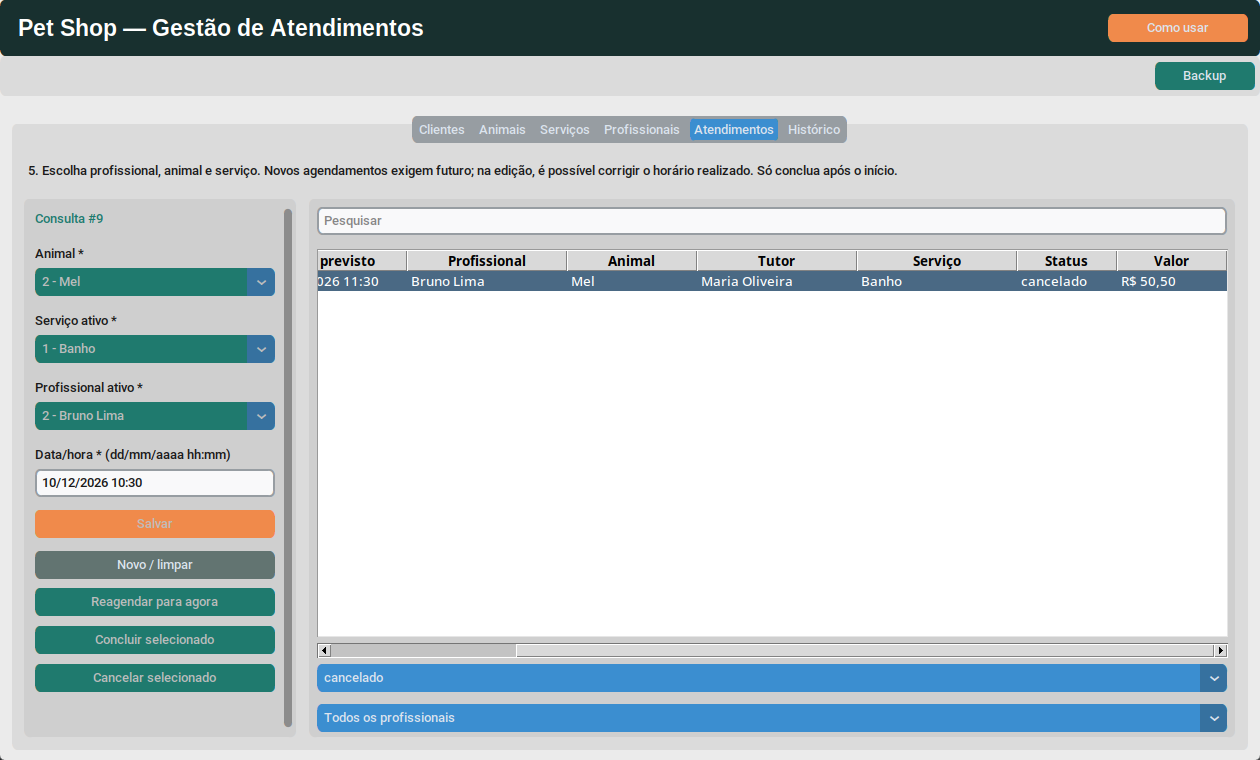 Pet Shop — Gestão de Atendimentos
Como usar
Backup
Clientes Animais Serviços Profissionais Atendimentos Histórico
5. Escolha profissional, animal e serviço. Novos agendamentos exigem futuro; na edição, é possível corrigir o horário realizado. Só conclua após o início.
Consulta #9
Animal *
2 - Mel
Serviço ativo *
1 - Banho
Profissional ativo *
2 - Bruno Lima
Data/hora * (dd/mm/aaaa hh:mm)
10/12/2026 10:30
Salvar
Novo / limpar
Reagendar para agora
Concluir selecionado
Cancelar selecionado
Pesquisar
previsto Profissional Animal Tutor Serviço Status Valor
026 11:30 Bruno Lima Mel Maria Oliveira Banho cancelado R$ 50,50
cancelado
Todos os profissionais